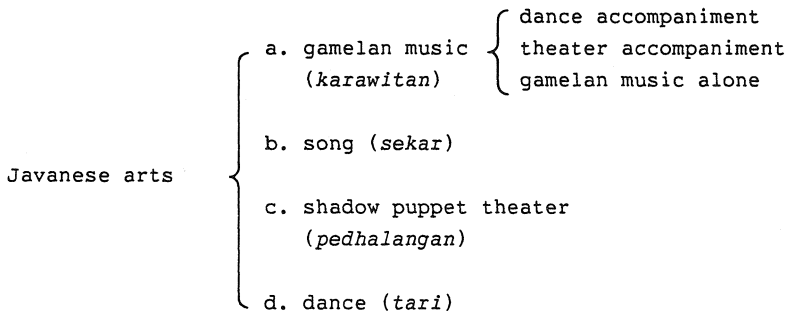 dance accompaniment
a. gamelan music
theater accompaniment
(karawitan)
gamelan music alone
b. song (sekar)
Javanese arts
c. shadow puppet theater
(pedhalangan)
d. dance (tari)